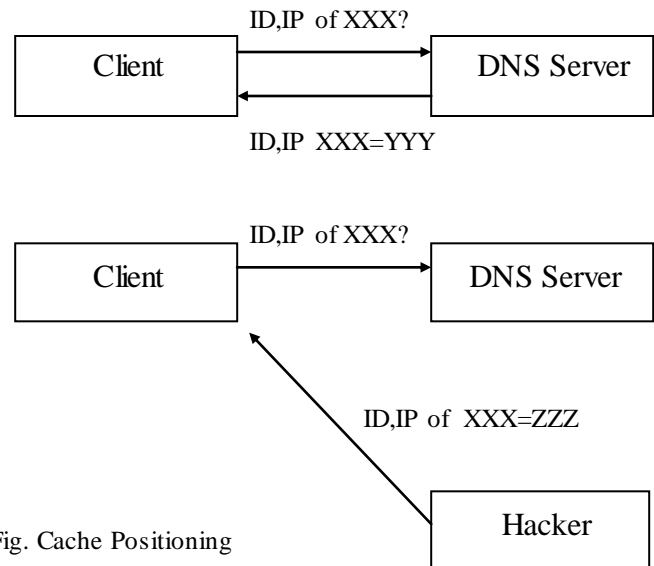 ID,IP of XXX?
Client
DNS Server
ID,IP XXX=YYY
ID,IP of XXX?
Client
DNS Server
ID,IP of XXX=ZZZ
Hacker
Fig. Cache Positioning